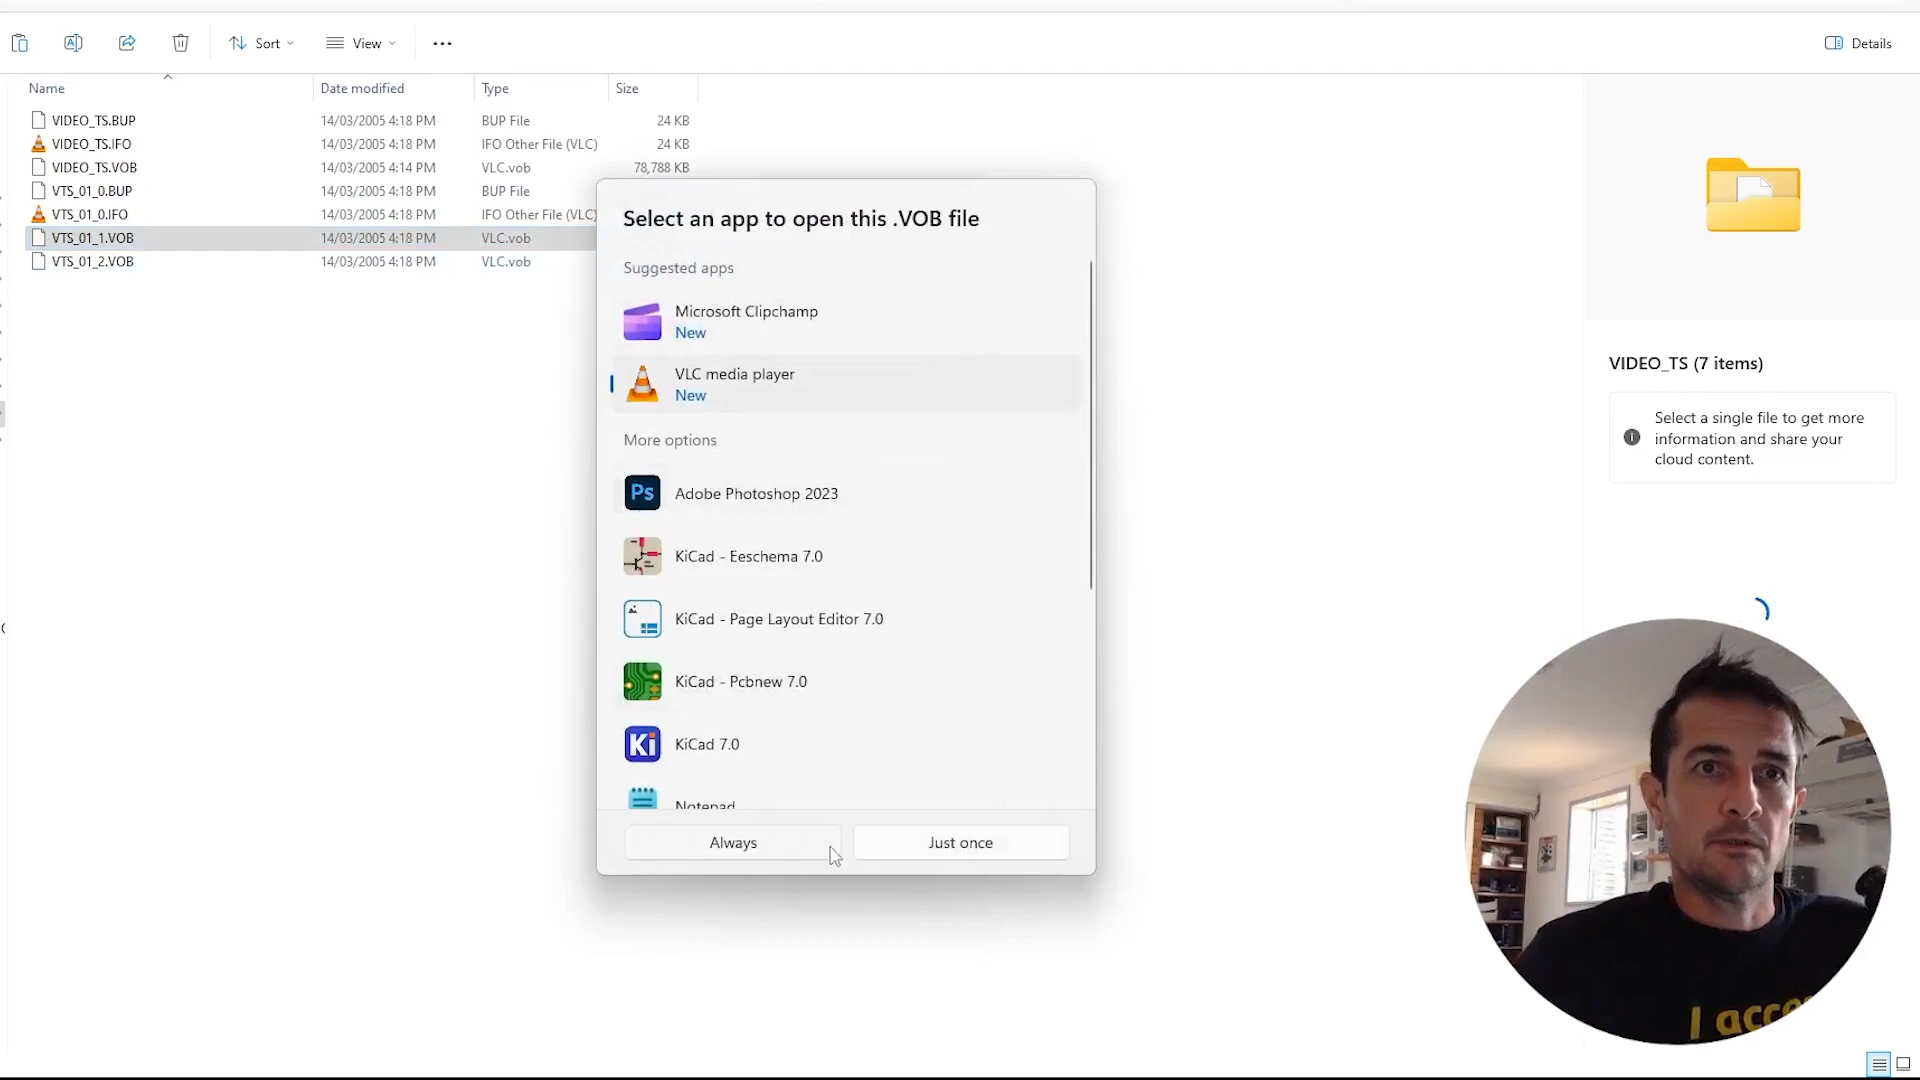 Sort
View
Details
Name
Date modified
Type
Size
VIDEO_TS.BUP 14/03/2005 4:18 PM BUP File 24 KB
VIDEO_TS.IFO 14/03/2005 4:18 PM IFO Other File (VLC) 24 KB
VIDEO_TS.VOB 14/03/2005 4:14 PM VLC.vob 78,788 KB
VTS_01_0.BUP 14/03/2005 4:18 PM BUP File
VTS_01_0.IFO 14/03/2005 4:18 PM IFO Other File (VLC)
VTS_01_1.VOB 14/03/2005 4:18 PM VLC.vob
VTS_01_2.VOB 14/03/2005 4:18 PM VLC.vob
Select an app to open this .VOB file
Suggested apps
Microsoft Clipchamp
New
VLC media player
New
More options
Ps
Adobe Photoshop 2023
KiCad - Eeschema 7.0
KiCad - Page Layout Editor 7.0
KiCad - Pcbnew 7.0
Ki
KiCad 7.0
Notepad
Always
Just once
VIDEO_TS (7 items)
Select a single file to get more
information and share your
cloud content.
I acce